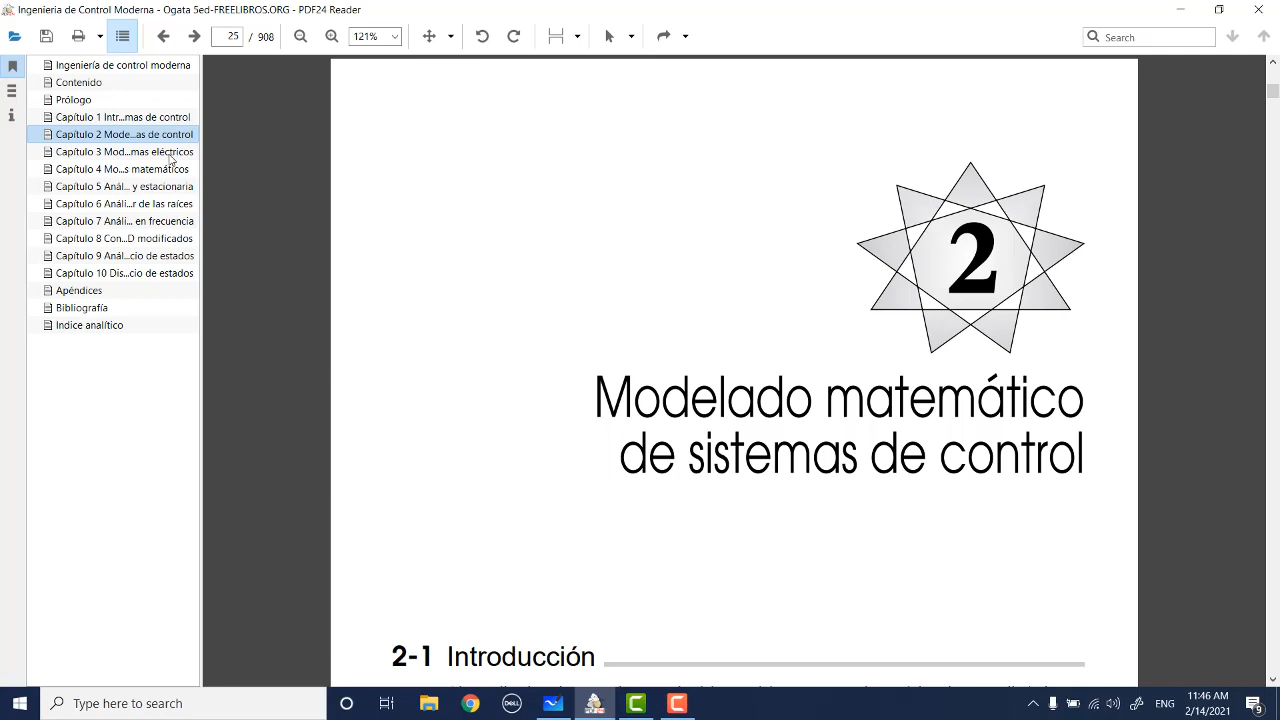 Ingeniería de Control Moderna - Ogata 5ed-FREELIBROS.ORG - PDF24 Reader
25 / 908
121%
Search
Ingeniería de control moderna
Contenido
Prólogo
Capítulo 1 Intr...mas de control
Capítulo 2 Mode...as de control
Capítulo 3 Mod...mas eléctricos
Capítulo 4 Mo...s matemáticos
Capítulo 5 Anál... y estacionaria
Capítulo 6 Análi...r de las raíces
Capítulo 7 Análi... en frecuencia
Capítulo 8 Con...D modificados
Capítulo 9 Anál...cio de estados
Capítulo 10 Dis...cio de estados
Apéndices
Bibliografía
Indice analítico
2
Modelado matemático
de sistemas de control
2-1 Introducción
Type here to search
DELL
ENG
11:46 AM
2/14/2021
9